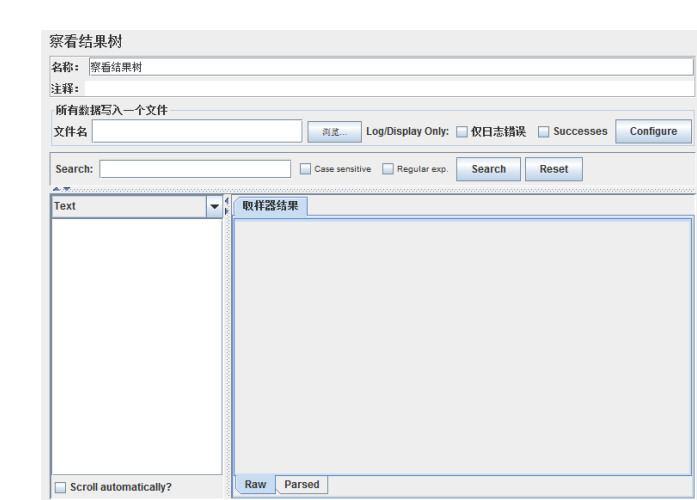 察看结果树
名称： 察看结果树
注释：
所有数据写入一个文件
文件名 浏览... Log/Display Only: 仅日志错误 Successes Configure
Search: Case sensitive Regular exp. Search Reset
Text 取样器结果
Scroll automatically? Raw Parsed